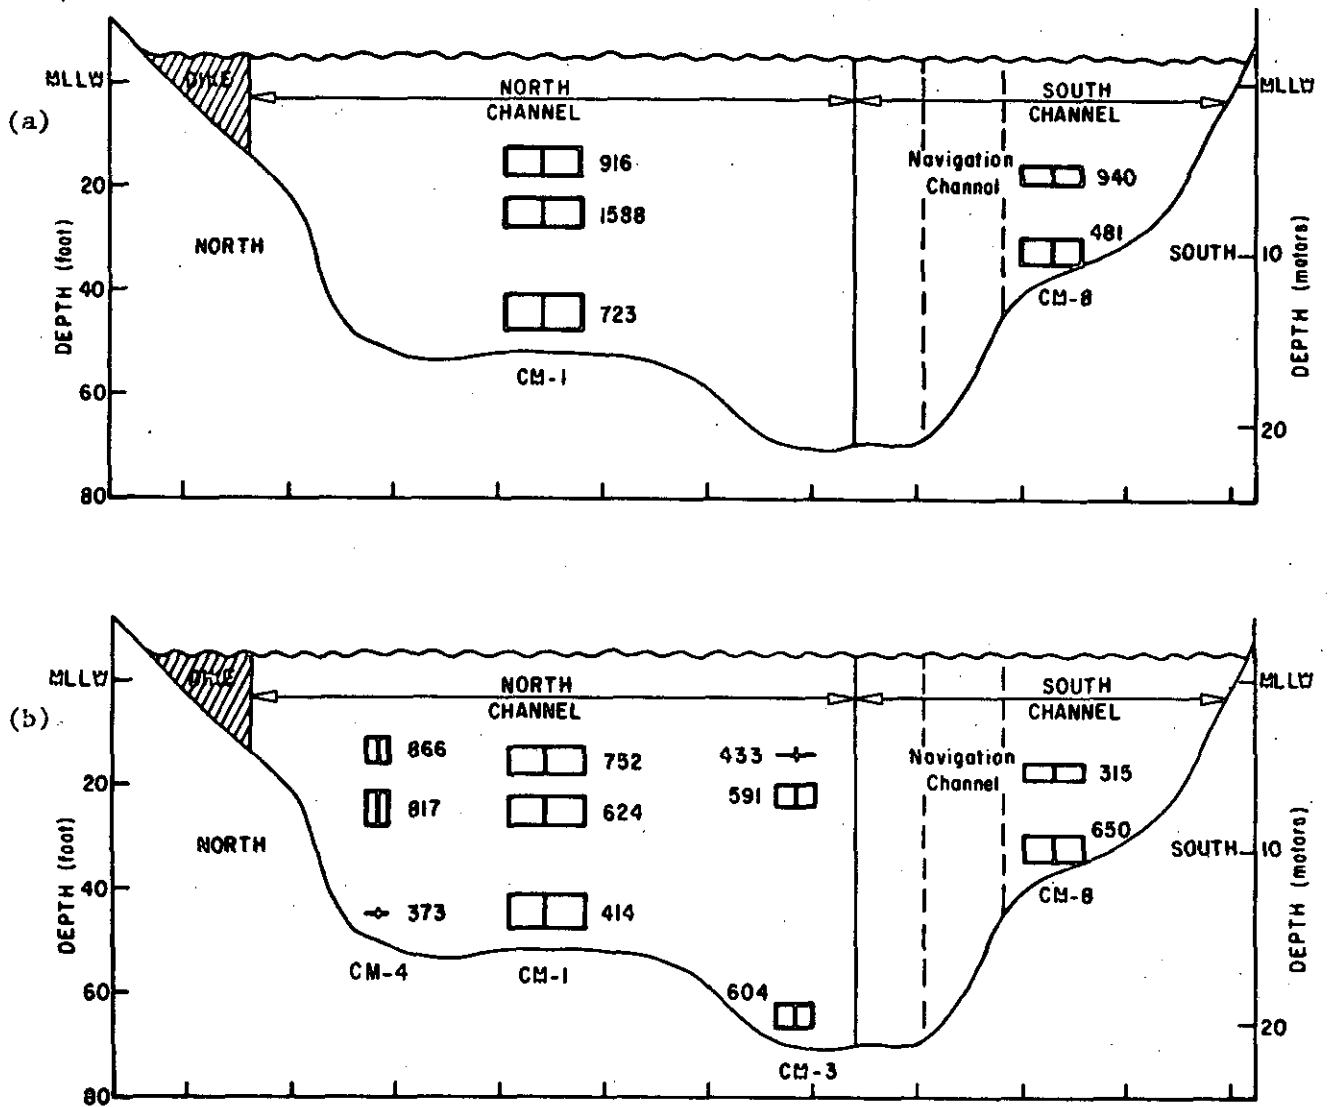 MLLW
DIKE
NORTH
CHANNEL
SOUTH
CHANNEL
MLLW
(a)
916
Navigation
Channel
940
20
1588
481
NORTH
SOUTH
10
DEPTH (feet)
40
723
CM-8
DEPTH (meters)
CM-1
60
20
80
MLLW
DIKE
NORTH
CHANNEL
SOUTH
CHANNEL
MLLW
(b)
866
752
433
Navigation
Channel
315
20
817
624
591
650
NORTH
SOUTH
10
DEPTH (feet)
40
373
414
CM-8
DEPTH (meters)
CM-4
CM-1
60
604
20
CM-3
80